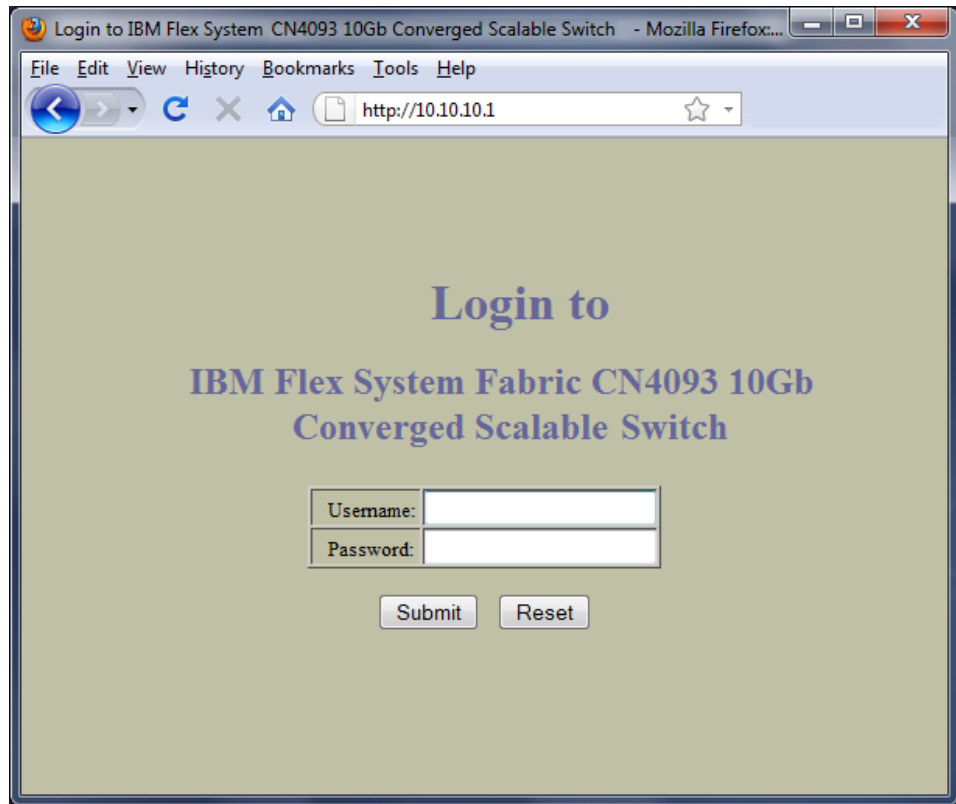 Login to IBM Flex System CN4093 10Gb Converged Scalable Switch - Mozilla Firefox:...
File Edit View History Bookmarks Tools Help
http://10.10.10.1
Login to
IBM Flex System Fabric CN4093 10Gb
Converged Scalable Switch
Username:
Password:
Submit Reset